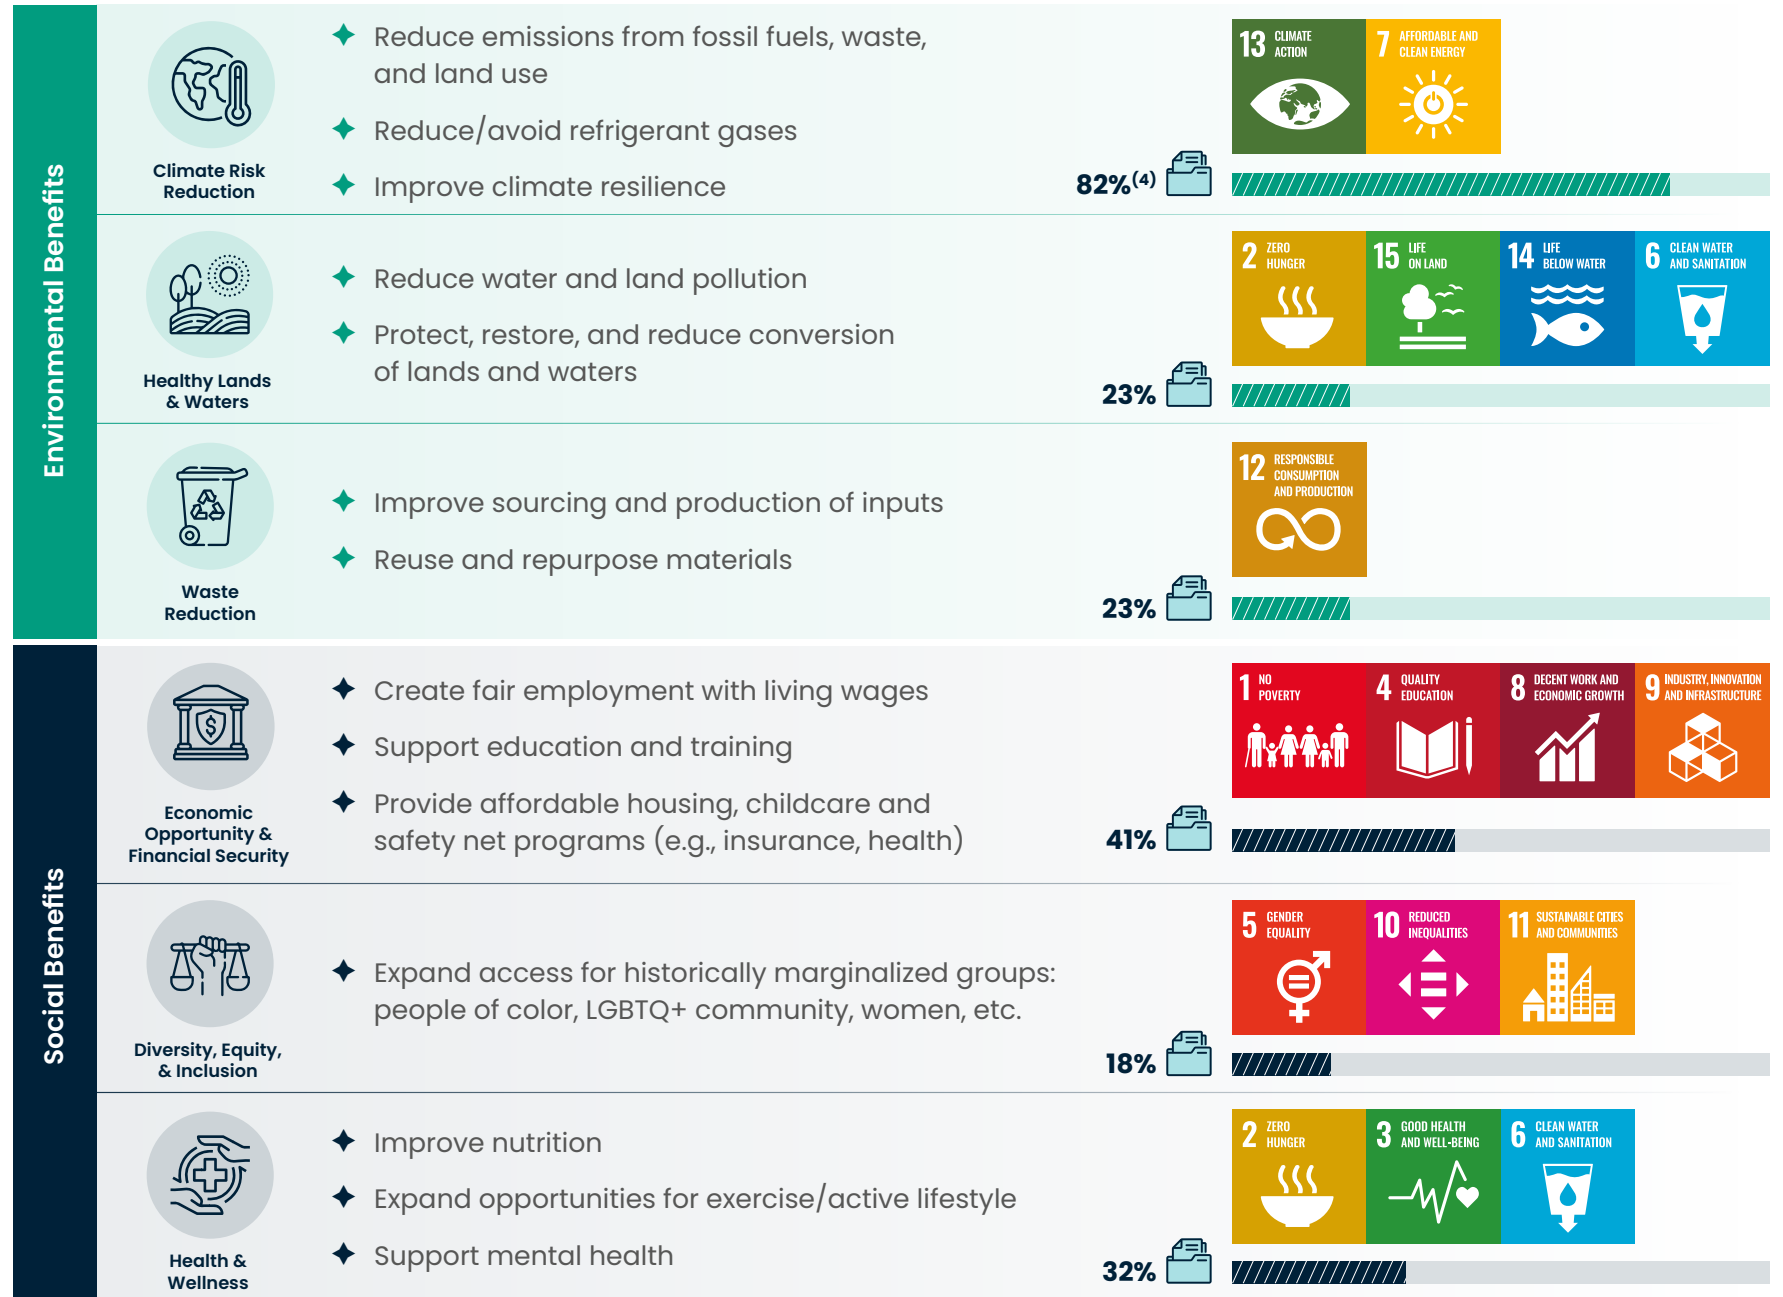 Environmental Benefits
Climate Risk
Reduction
Reduce emissions from fossil fuels, waste,
and land use
Reduce/avoid refrigerant gases
Improve climate resilience
82%(4)
13 CLIMATE
ACTION
7 AFFORDABLE AND
CLEAN ENERGY
Healthy Lands
& Waters
Reduce water and land pollution
Protect, restore, and reduce conversion
of lands and waters
23%
2 ZERO
HUNGER
15 LIFE
ON LAND
14 LIFE
BELOW WATER
6 CLEAN WATER
AND SANITATION
Waste
Reduction
Improve sourcing and production of inputs
Reuse and repurpose materials
23%
12 RESPONSIBLE
CONSUMPTION
AND PRODUCTION
Social Benefits
Economic
Opportunity &
Financial Security
Create fair employment with living wages
Support education and training
Provide affordable housing, childcare and
safety net programs (e.g., insurance, health)
41%
1 NO
POVERTY
4 QUALITY
EDUCATION
8 DECENT WORK AND
ECONOMIC GROWTH
9 INDUSTRY, INNOVATION
AND INFRASTRUCTURE
Diversity, Equity,
& Inclusion
Expand access for historically marginalized groups:
people of color, LGBTQ+ community, women, etc.
18%
5 GENDER
EQUALITY
10 REDUCED
INEQUALITIES
11 SUSTAINABLE CITIES
AND COMMUNITIES
Health &
Wellness
Improve nutrition
Expand opportunities for exercise/active lifestyle
Support mental health
32%
2 ZERO
HUNGER
3 GOOD HEALTH
AND WELL-BEING
6 CLEAN WATER
AND SANITATION